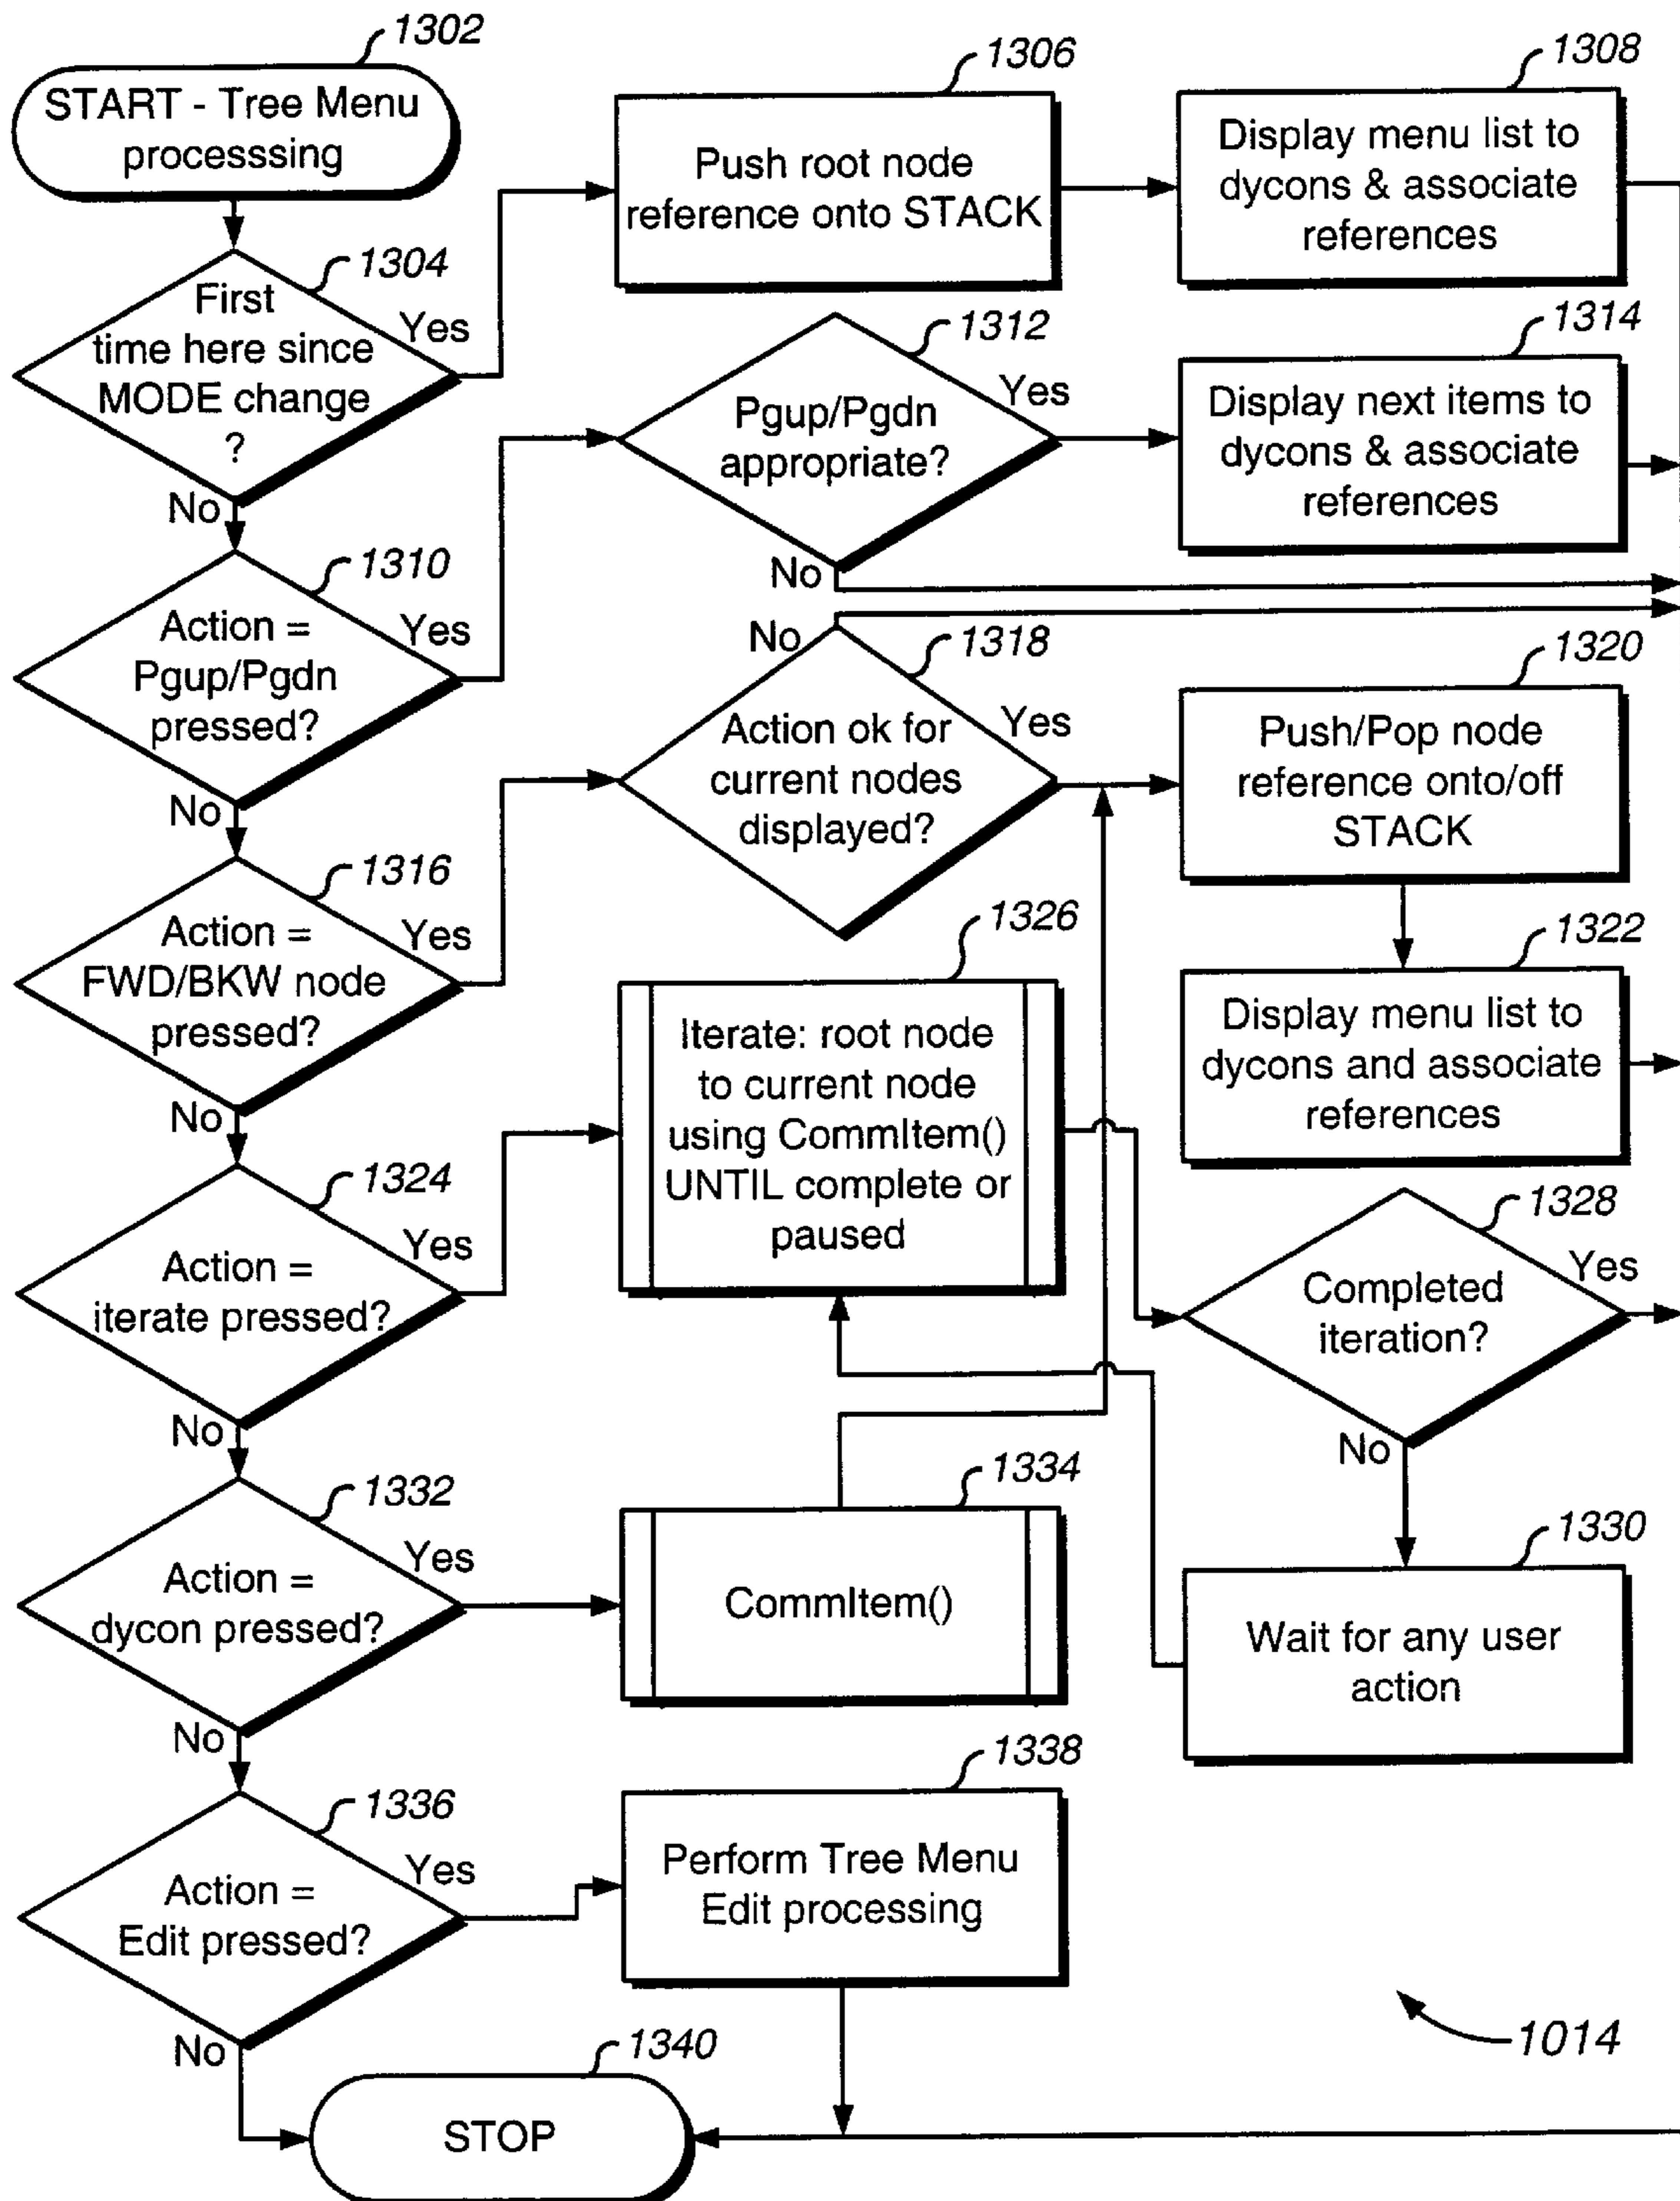 1302
START - Tree Menu
processsing
1304
First
time here since
MODE change
?
Yes
No
1306
Push root node
reference onto STACK
1308
Display menu list to
dycons & associate
references
1310
Action =
Pgup/Pgdn
pressed?
Yes
No
1312
Pgup/Pgdn
appropriate?
Yes
No
1314
Display next items to
dycons & associate
references
1316
Action =
FWD/BKW node
pressed?
Yes
No
1318
No
Action ok for
current nodes
displayed?
Yes
1320
Push/Pop node
reference onto/off
STACK
1322
Display menu list to
dycons and associate
references
1324
Action =
iterate pressed?
Yes
No
1326
Iterate: root node
to current node
using CommItem()
UNTIL complete or
paused
1328
Completed
iteration?
Yes
No
1330
Wait for any user
action
1332
Action =
dycon pressed?
Yes
No
1334
CommItem()
1336
Action =
Edit pressed?
Yes
No
1338
Perform Tree Menu
Edit processing
1340
STOP
1014